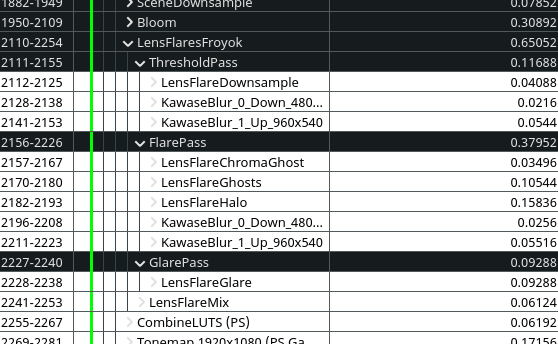 1882-1949 SceneDownsample 0.07852
1950-2109 Bloom 0.30892
2110-2254 LensFlaresFroyok 0.65052
2111-2155 ThresholdPass 0.11688
2112-2125 LensFlareDownsample 0.04088
2128-2138 KawaseBlur_0_Down_480... 0.0216
2141-2153 KawaseBlur_1_Up_960x540 0.0544
2156-2226 FlarePass 0.37952
2157-2167 LensFlareChromaGhost 0.03496
2170-2180 LensFlareGhosts 0.10544
2182-2193 LensFlareHalo 0.15836
2196-2208 KawaseBlur_0_Down_480... 0.0256
2211-2223 KawaseBlur_1_Up_960x540 0.05516
2227-2240 GlarePass 0.09288
2228-2238 LensFlareGlare 0.09288
2241-2253 LensFlareMix 0.06124
2255-2267 CombineLUTS (PS) 0.06192
2269-2281 Tonemap 1920x1080 (PS Ga... 0.17156